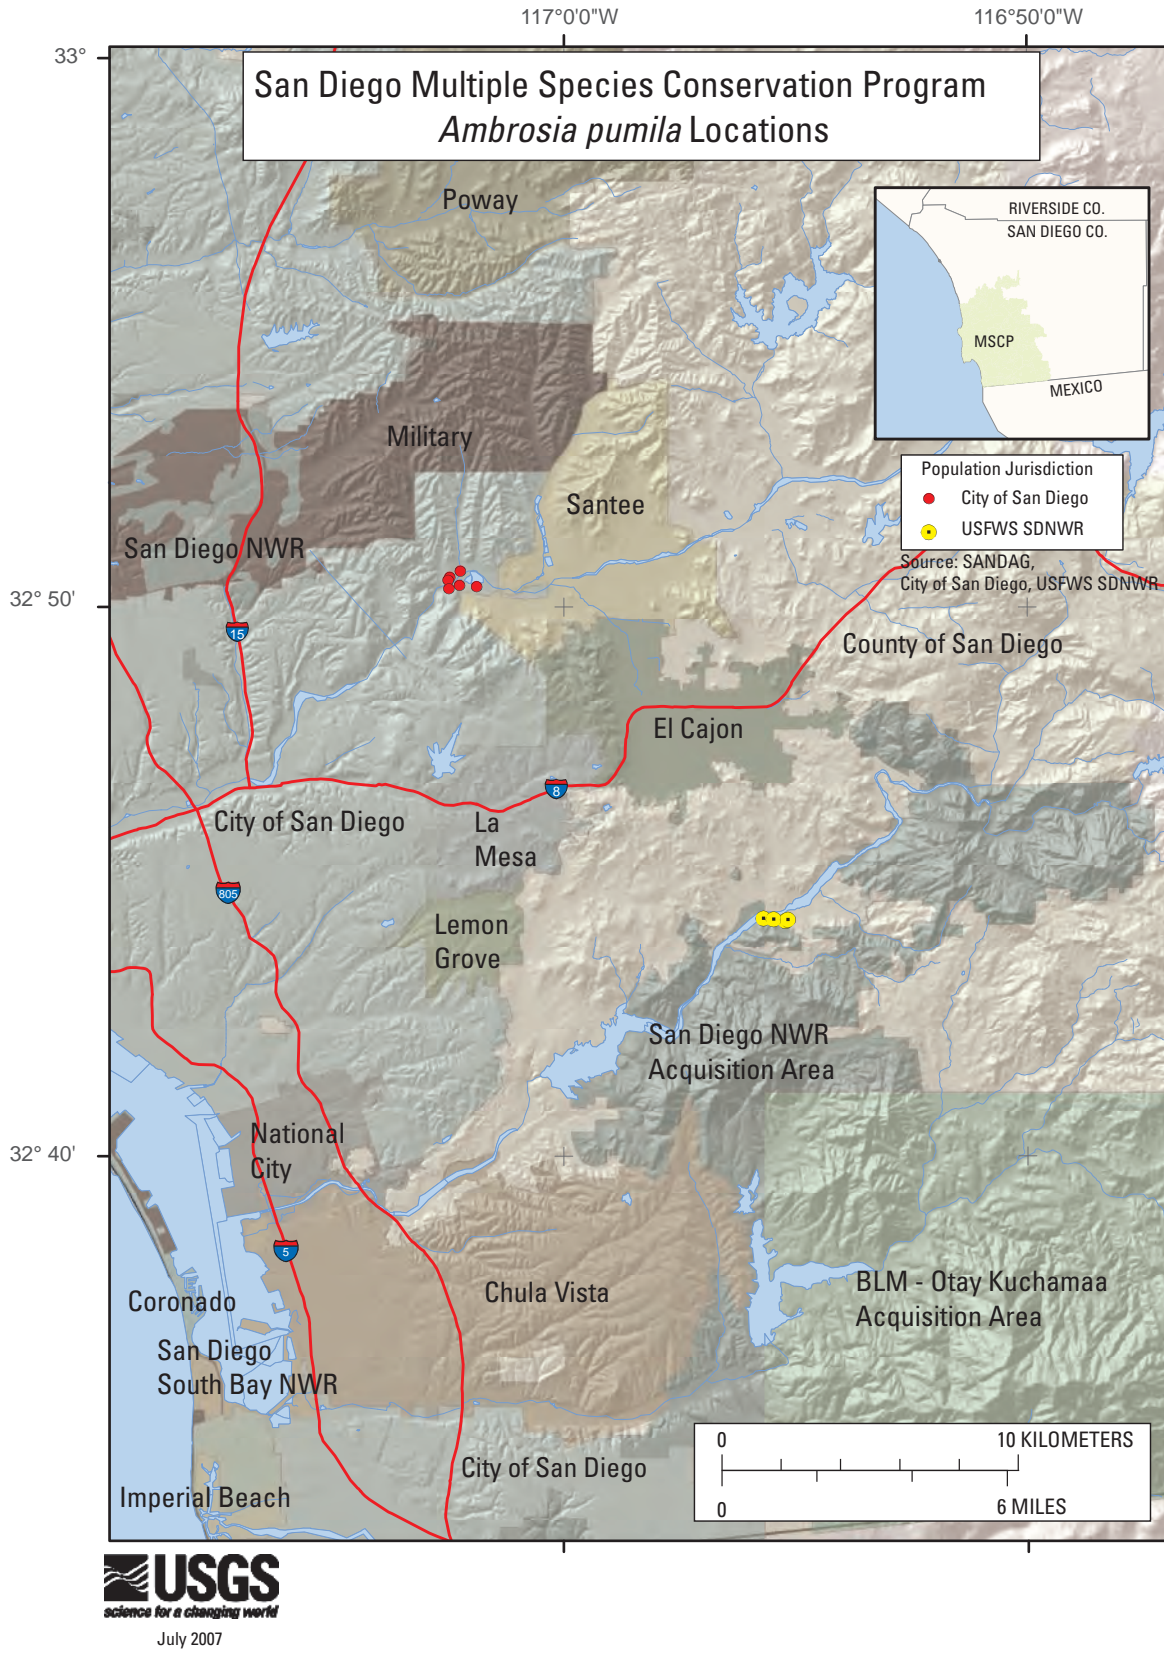 117°0'0"W
116°50'0"W
33°
San Diego Multiple Species Conservation Program
Ambrosia pumila Locations
Poway
RIVERSIDE CO.
SAN DIEGO CO.
MSCP
MEXICO
Military
Population Jurisdiction
City of San Diego
USFWS SDNWR
Source: SANDAG,
City of San Diego, USFWS SDNWR
Santee
San Diego NWR
32° 50'
15
County of San Diego
El Cajon
8
City of San Diego
La
Mesa
805
Lemon
Grove
San Diego NWR
Acquisition Area
National
City
32° 40'
5
Chula Vista
BLM - Otay Kuchamaa
Acquisition Area
Coronado
San Diego
South Bay NWR
0
10 KILOMETERS
0
6 MILES
City of San Diego
Imperial Beach
USGS
science for a changing world
July 2007